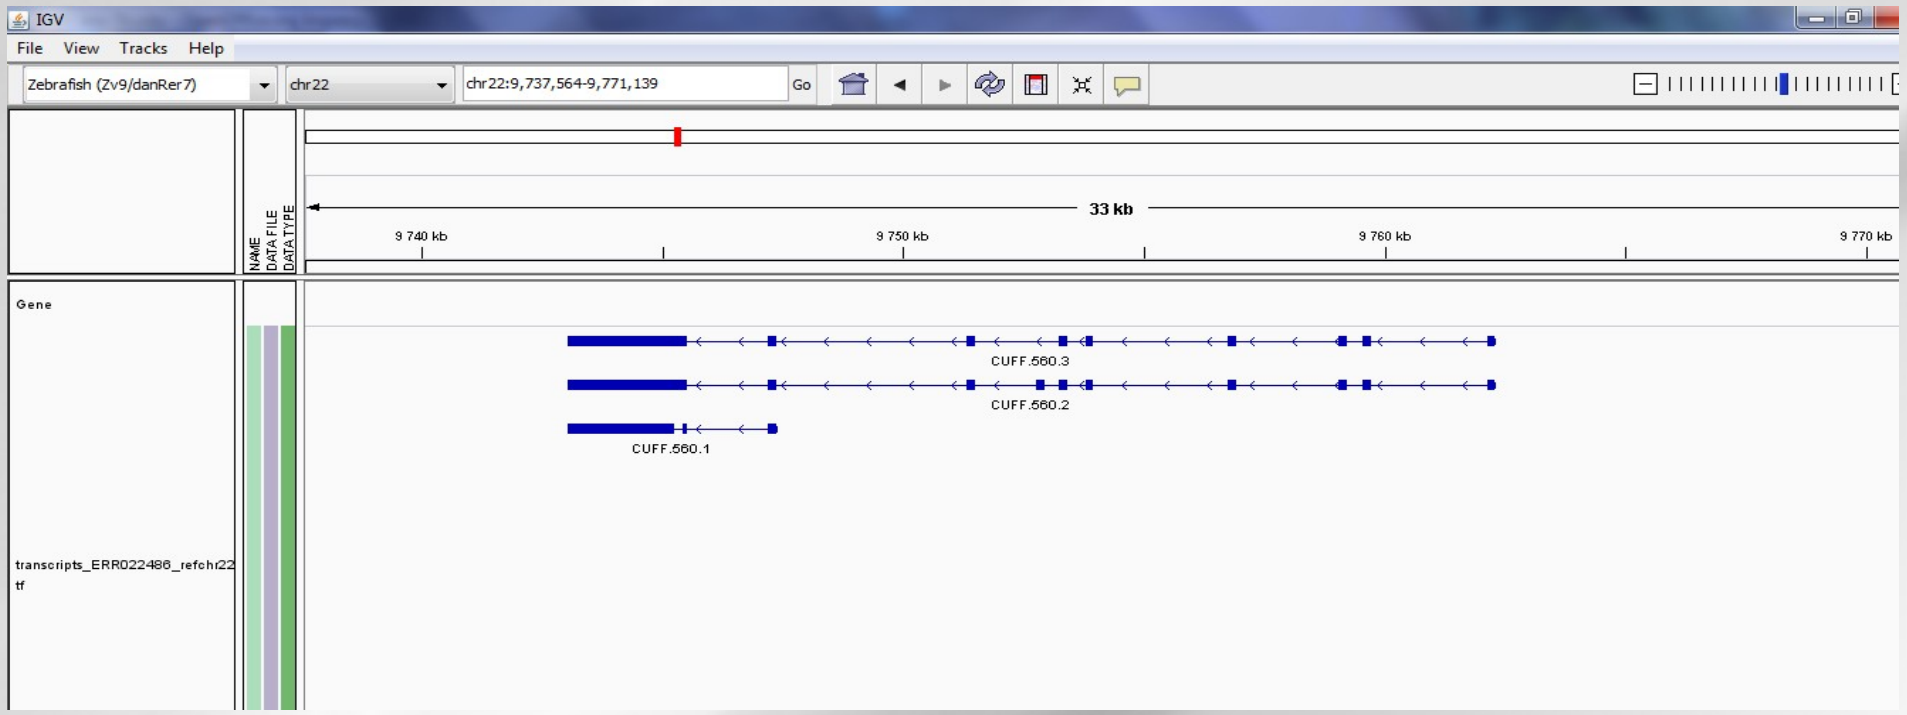 IGV
File View Tracks Help
Zebrafish (Zv9/danRer7) chr22 chr22:9,737,564-9,771,139 Go
NAME
DATA FILE
DATA TYPE
33 kb
9 740 kb 9 750 kb 9 760 kb 9 770 kb
Gene
CUFF.560.3
CUFF.560.2
CUFF.560.1
transcripts_ERR022486_refchr22
tf